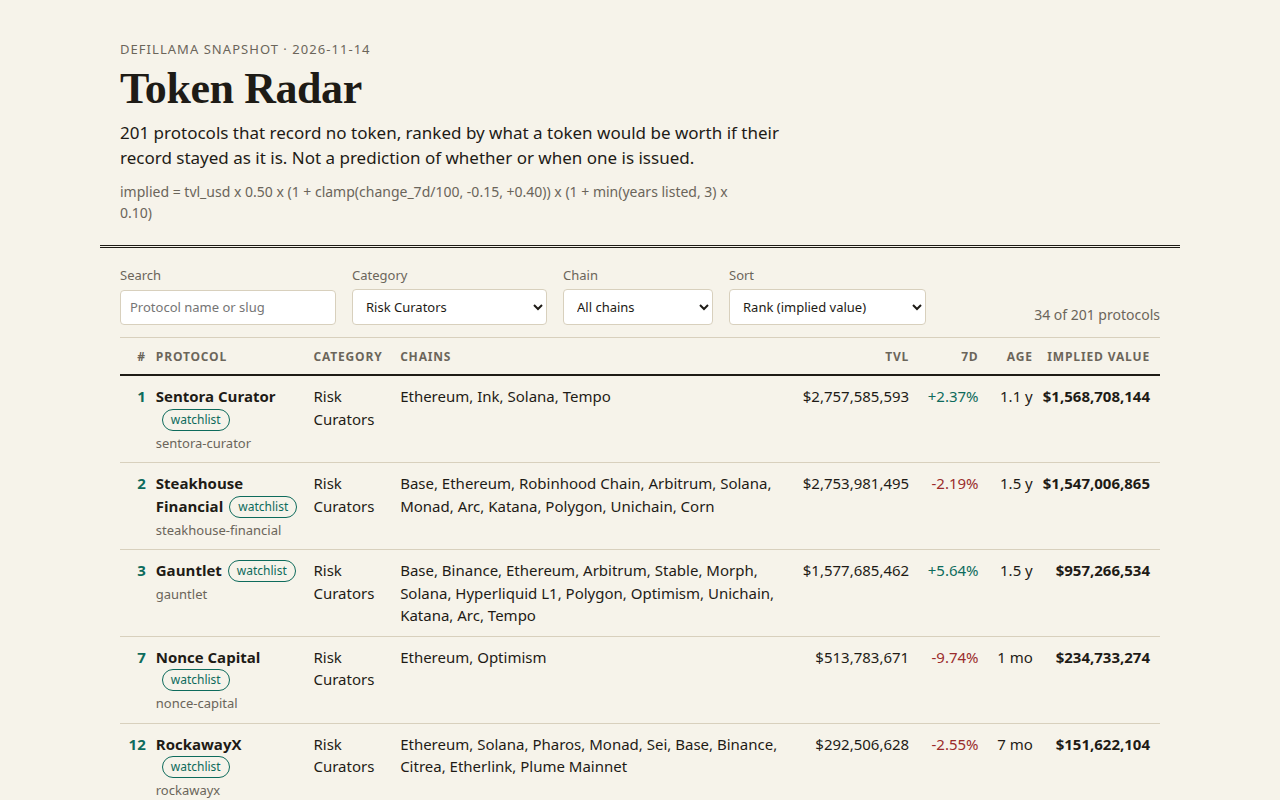 DEFILLAMA SNAPSHOT · 2026-11-14
Token Radar
201 protocols that record no token, ranked by what a token would be worth if their
record stayed as it is. Not a prediction of whether or when one is issued.
implied = tvl_usd x 0.50 x (1 + clamp(change_7d/100, -0.15, +0.40)) x (1 + min(years listed, 3) x
0.10)
Search Category Chain Sort
Protocol name or slug Risk Curators All chains Rank (implied value) 34 of 201 protocols
# PROTOCOL CATEGORY CHAINS TVL 7D AGE IMPLIED VALUE
1 Sentora Curator Risk Ethereum, Ink, Solana, Tempo $2,757,585,593 +2.37% 1.1 y $1,568,708,144
watchlist Curators
sentora-curator
2 Steakhouse Risk Base, Ethereum, Robinhood Chain, Arbitrum, Solana, $2,753,981,495 -2.19% 1.5 y $1,547,006,865
Financial watchlist Curators Monad, Arc, Katana, Polygon, Unichain, Corn
steakhouse-financial
3 Gauntlet watchlist Risk Base, Binance, Ethereum, Arbitrum, Stable, Morph, $1,577,685,462 +5.64% 1.5 y $957,266,534
gauntlet Curators Solana, Hyperliquid L1, Polygon, Optimism, Unichain,
Katana, Arc, Tempo
7 Nonce Capital Risk Ethereum, Optimism $513,783,671 -9.74% 1 mo $234,733,274
watchlist Curators
nonce-capital
12 RockawayX Risk Ethereum, Solana, Pharos, Monad, Sei, Base, Binance, $292,506,628 -2.55% 7 mo $151,622,104
watchlist Curators Citrea, Etherlink, Plume Mainnet
rockawayx